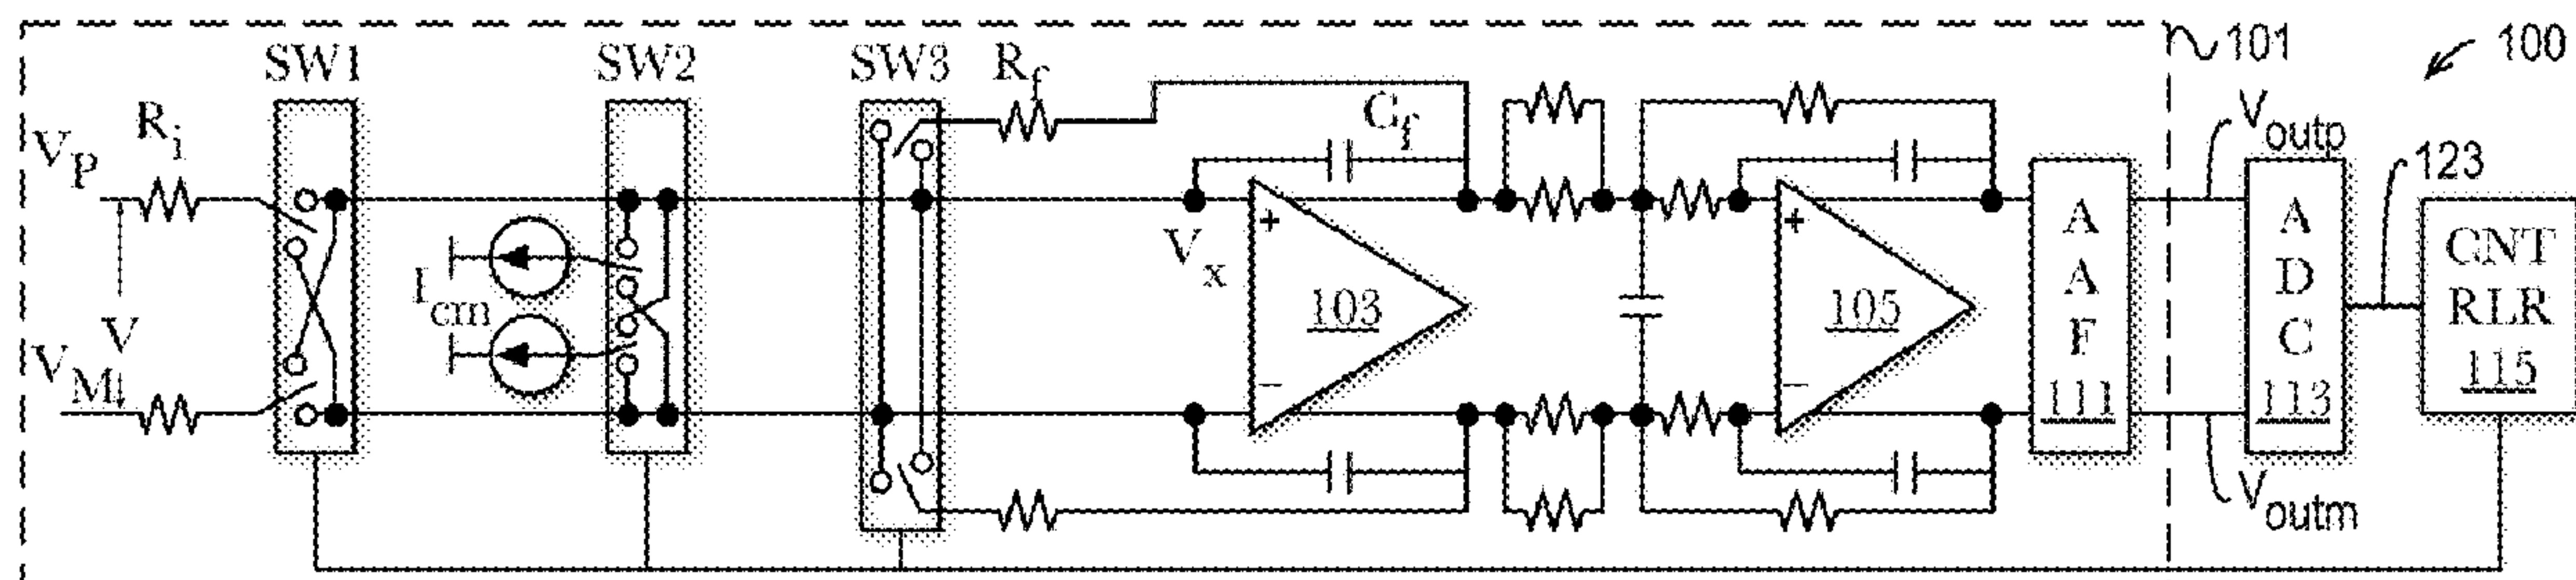 SW1
SW2
SW3
R_f
C_f
101
100
V_P
R_i
V
V_M
I_cm
V_x
+
−
103
+
−
105
A
A
F
111
V_outp
V_outm
A
D
C
113
123
CNT
RLR
115